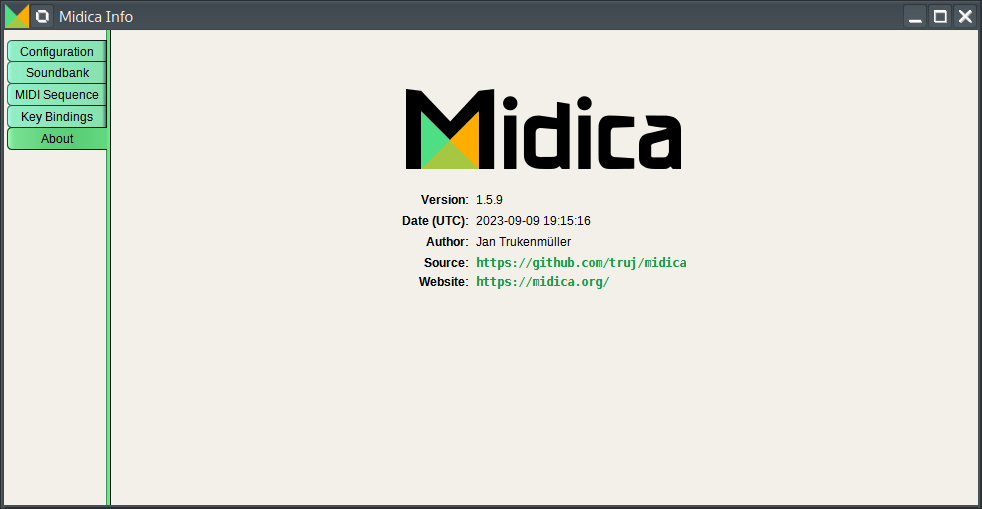 Midica Info
Configuration
Soundbank
MIDI Sequence
Key Bindings
About
Midica
Version: 1.5.9
Date (UTC): 2023-09-09 19:15:16
Author: Jan Trukenmüller
Source: https://github.com/truj/midica
Website: https://midica.org/